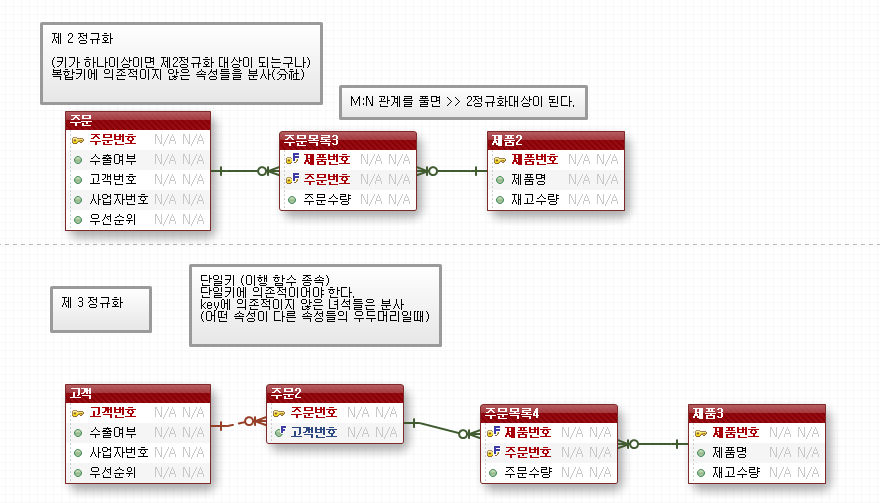 제 2 정규화
(키가 하나이상이면 제2정규화 대상이 되는구나)
복합키에 의존적이지 않은 속성들을 분사(分社)
M:N 관계를 풀면 >> 2정규화대상이 된다.
주문
주문번호 N/A N/A
수출여부 N/A N/A
고객번호 N/A N/A
사업자번호 N/A N/A
우선순위 N/A N/A
주문목록3
제품번호 N/A N/A
주문번호 N/A N/A
주문수량 N/A N/A
제품2
제품번호 N/A N/A
제품명 N/A N/A
재고수량 N/A N/A
제 3 정규화
단일키 (이행 함수 종속)
단일키에 의존적이어야 한다.
key에 의존적이지 않은 녀석들은 분사
(어떤 속성이 다른 속성들의 우두머리일때)
고객
고객번호 N/A N/A
수출여부 N/A N/A
사업자번호 N/A N/A
우선순위 N/A N/A
주문2
주문번호 N/A N/A
고객번호 N/A N/A
주문목록4
제품번호 N/A N/A
주문번호 N/A N/A
주문수량 N/A N/A
제품3
제품번호 N/A N/A
제품명 N/A N/A
재고수량 N/A N/A